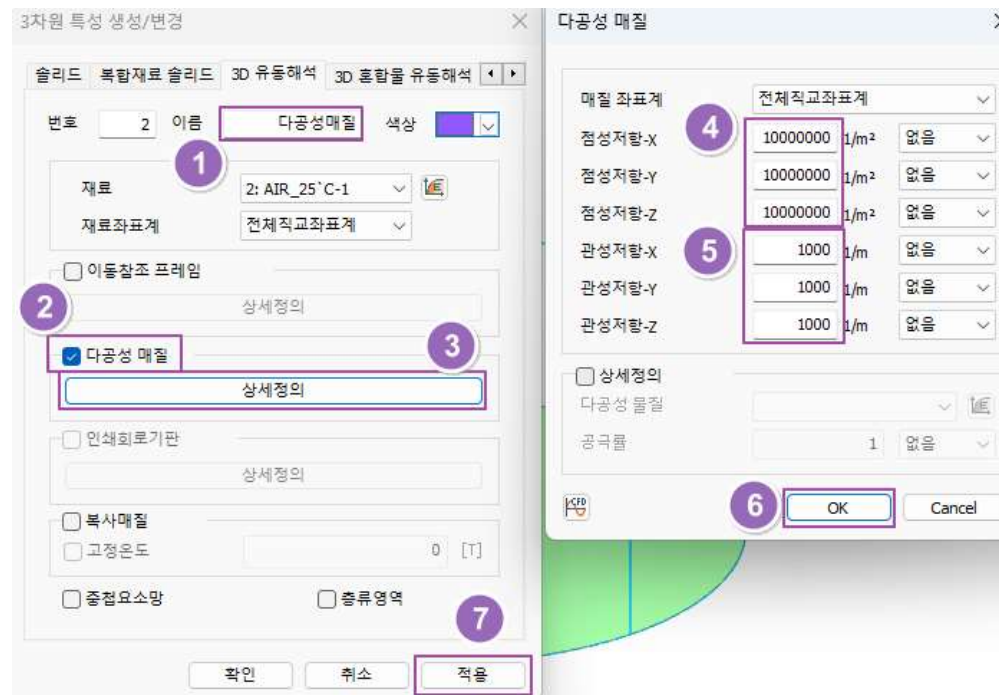 3차원 특성 생성/변경
솔리드 복합재료 솔리드 3D 유동해석 3D 혼합물 유동해석
번호 2 이름 다공성매질 색상
1
재료 2: AIR_25`C-1
재료좌표계 전체직교좌표계
이동참조 프레임
상세정의
2
다공성 매질
3
상세정의
인쇄회로기판
상세정의
복사매질
고정온도 0 [T]
중첩요소망 층류영역
7
확인 취소 적용
다공성 매질
매질 좌표계 전체직교좌표계
4
점성저항-X 10000000 1/m² 없음
점성저항-Y 10000000 1/m² 없음
점성저항-Z 10000000 1/m² 없음
5
관성저항-X 1000 1/m 없음
관성저항-Y 1000 1/m 없음
관성저항-Z 1000 1/m 없음
상세정의
다공성 물질
공극률 1 없음
CFD
6
OK Cancel